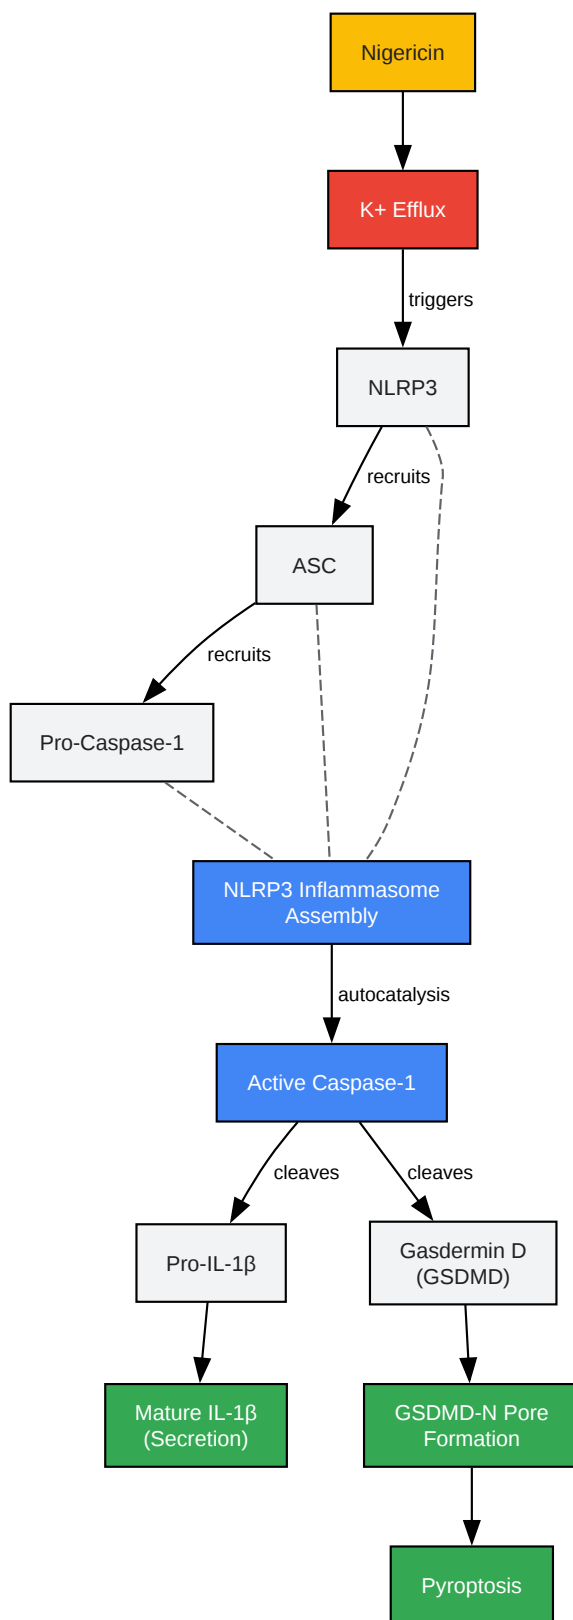 Nigericin
K+ Efflux
triggers
NLRP3
recruits
ASC
recruits
Pro-Caspase-1
NLRP3 Inflammasome
Assembly
autocatalysis
Active Caspase-1
cleaves
cleaves
Pro-IL-1β
Gasdermin D
(GSDMD)
Mature IL-1β
(Secretion)
GSDMD-N Pore
Formation
Pyroptosis